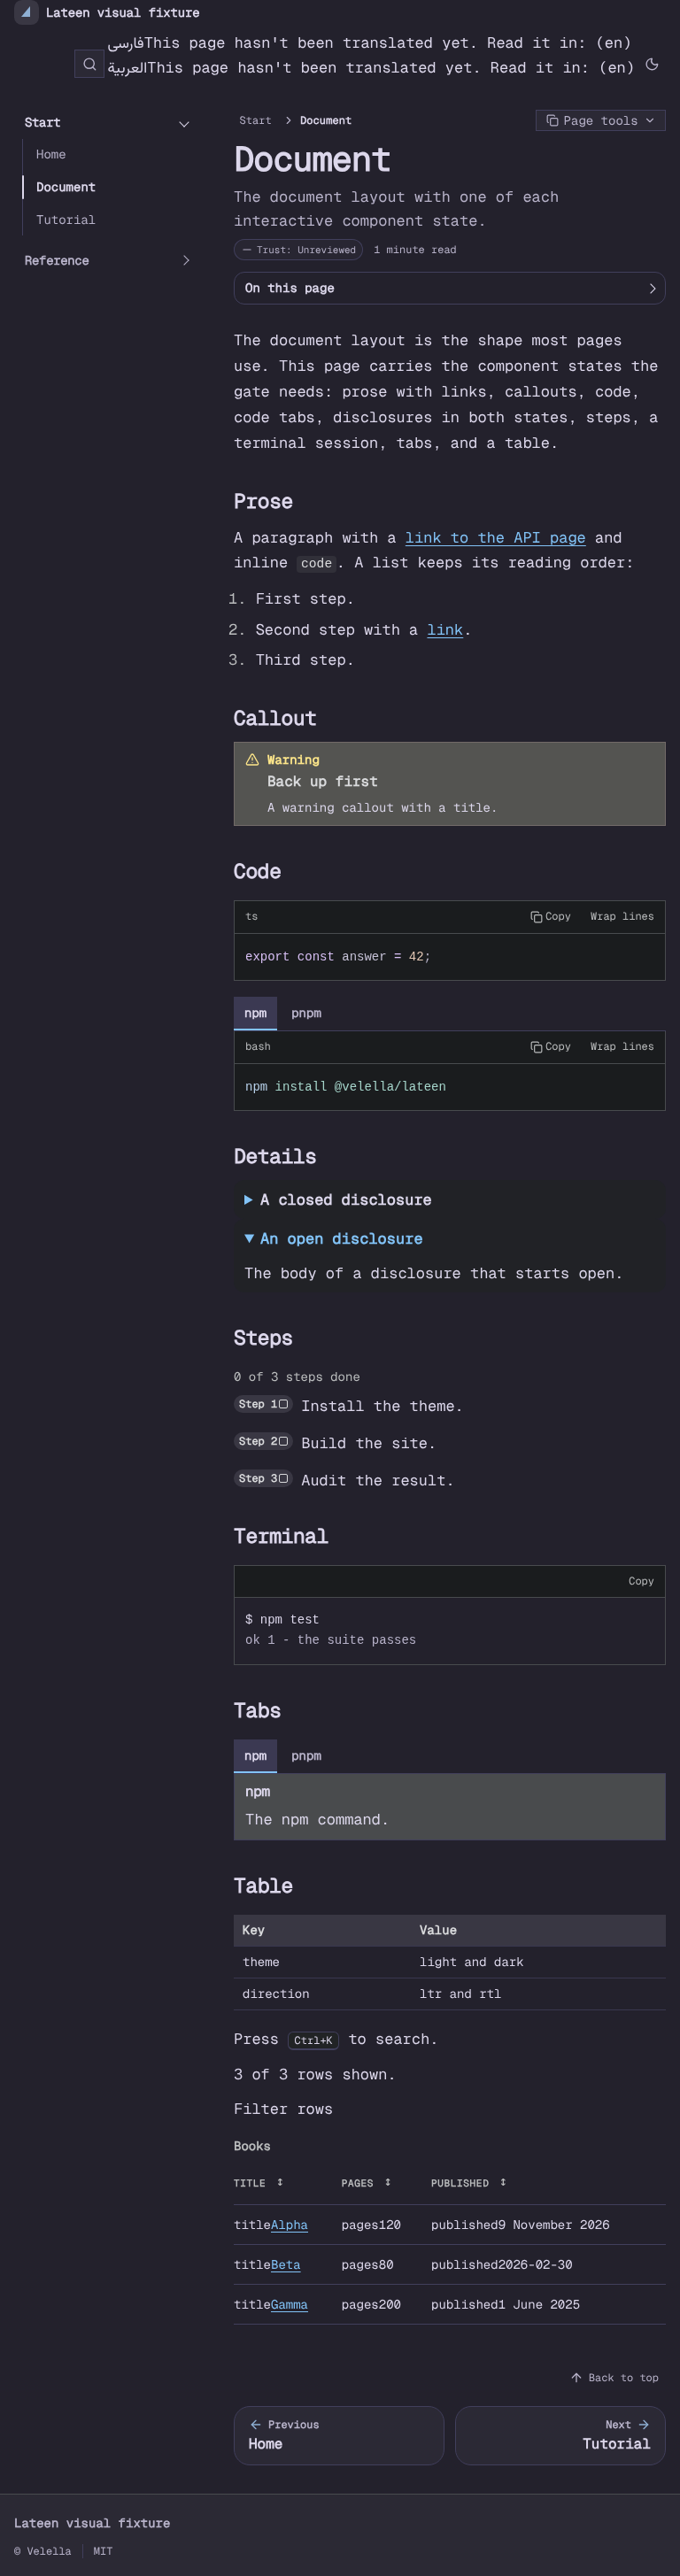 Lateen visual fixture
فارسیThis page hasn't been translated yet. Read it in: (en)
العربيةThis page hasn't been translated yet. Read it in: (en)
Start
Home
Document
Tutorial
Reference
Start > Document
Page tools
Document
The document layout with one of each
interactive component state.
Trust: Unreviewed 1 minute read
On this page
The document layout is the shape most pages
use. This page carries the component states the
gate needs: prose with links, callouts, code,
code tabs, disclosures in both states, steps, a
terminal session, tabs, and a table.
Prose
A paragraph with a link to the API page and
inline code. A list keeps its reading order:
1. First step.
2. Second step with a link.
3. Third step.
Callout
Warning
Back up first
A warning callout with a title.
Code
ts Copy Wrap lines
export const answer = 42;
npm pnpm
bash Copy Wrap lines
npm install @velella/lateen
Details
A closed disclosure
An open disclosure
The body of a disclosure that starts open.
Steps
0 of 3 steps done
Step 1 Install the theme.
Step 2 Build the site.
Step 3 Audit the result.
Terminal
Copy
$ npm test
ok 1 - the suite passes
Tabs
npm pnpm
npm
The npm command.
Table
Key Value
theme light and dark
direction ltr and rtl
Press Ctrl+K to search.
3 of 3 rows shown.
Filter rows
Books
TITLE ↕ PAGES ↕ PUBLISHED ↕
titleAlpha pages120 published9 November 2026
titleBeta pages80 published2026-02-30
titleGamma pages200 published1 June 2025
↑ Back to top
← Previous
Home
Next →
Tutorial
Lateen visual fixture
© Velella MIT